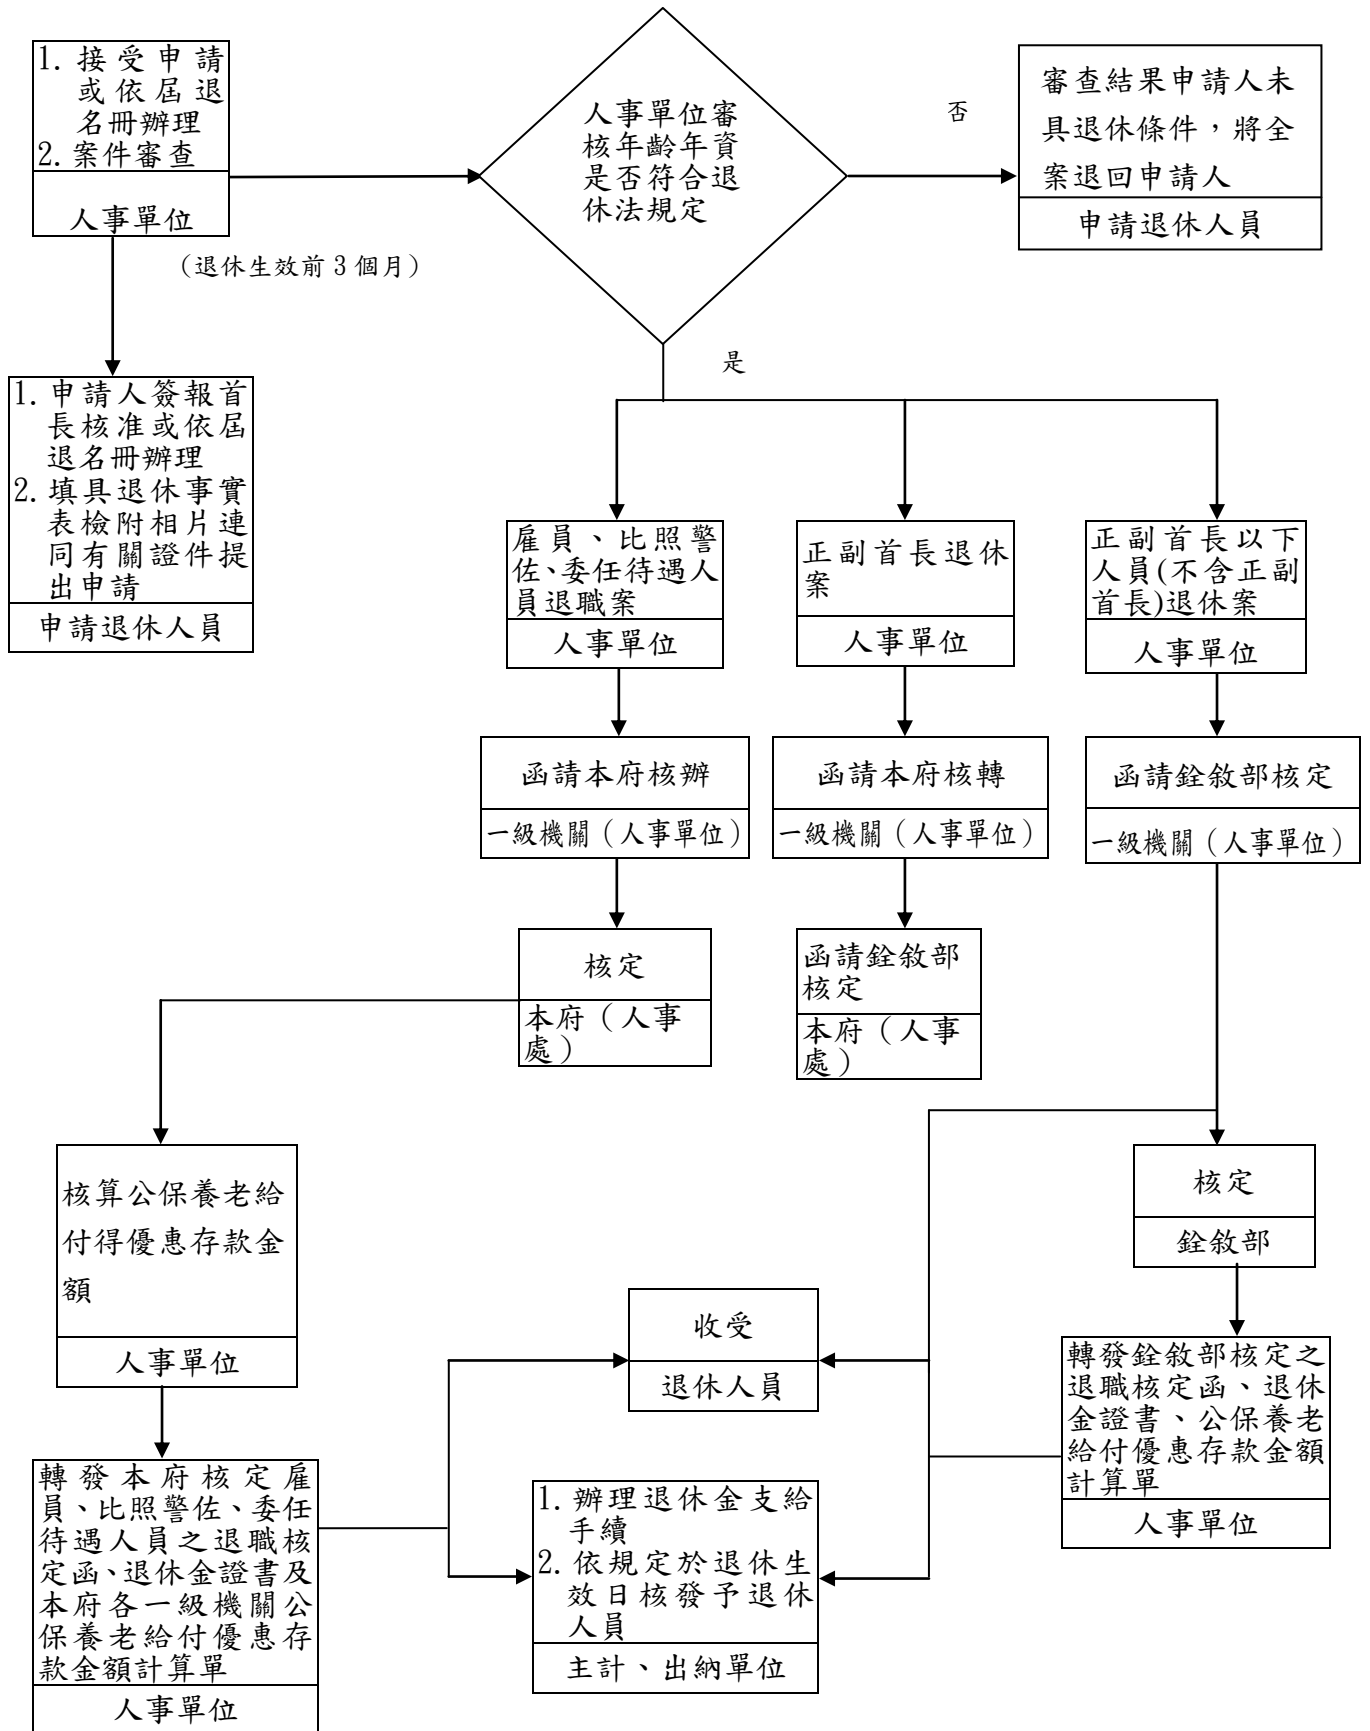 1. 接受申請
或依屆退
名冊辦理
2. 案件審查
人事單位
(退休生效前3個月)
人事單位審
核年齡年資
是否符合退
休法規定
否
審查結果申請人未
具退休條件，將全
案退回申請人
申請退休人員
是
1. 申請人簽報首
長核准或依屆
退名冊辦理
2. 填具退休事實
表檢附相片連
同有關證件提
出申請
申請退休人員
雇員、比照警
佐、委任待遇人
員退職案
人事單位
正副首長退休
案
人事單位
正副首長以下
人員(不含正副
首長)退休案
人事單位
函請本府核辦
一級機關（人事單位）
函請本府核轉
一級機關（人事單位）
函請銓敘部核定
一級機關（人事單位）
核定
本府（人事
處）
函請銓敘部
核定
本府（人事
處）
核算公保養老給
付得優惠存款金
額
人事單位
核定
銓敘部
收受
退休人員
轉發銓敘部核定之
退職核定函、退休
金證書、公保養老
給付優惠存款金額
計算單
人事單位
轉發本府核定雇
員、比照警佐、委任
待遇人員之退職核
定函、退休金證書及
本府各一級機關公
保養老給付優惠存
款金額計算單
人事單位
1. 辦理退休金支給
手續
2. 依規定於退休生
效日核發予退休
人員
主計、出納單位